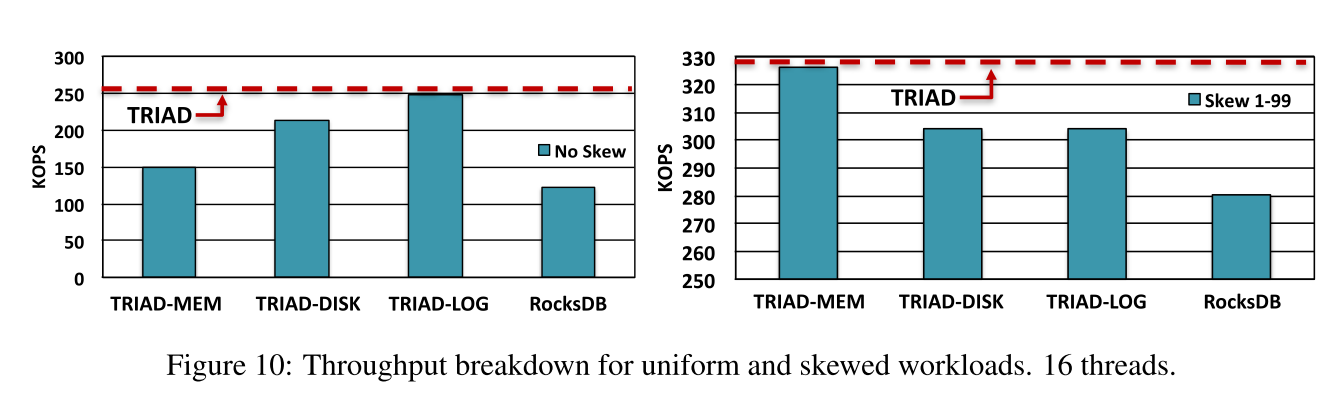 300
250
200
150
100
50
0
KOPS
TRIAD
No Skew
TRIAD-MEM TRIAD-DISK TRIAD-LOG RocksDB
330
320
310
300
290
280
270
260
250
KOPS
TRIAD
Skew 1-99
TRIAD-MEM TRIAD-DISK TRIAD-LOG RocksDB
Figure 10: Throughput breakdown for uniform and skewed workloads. 16 threads.